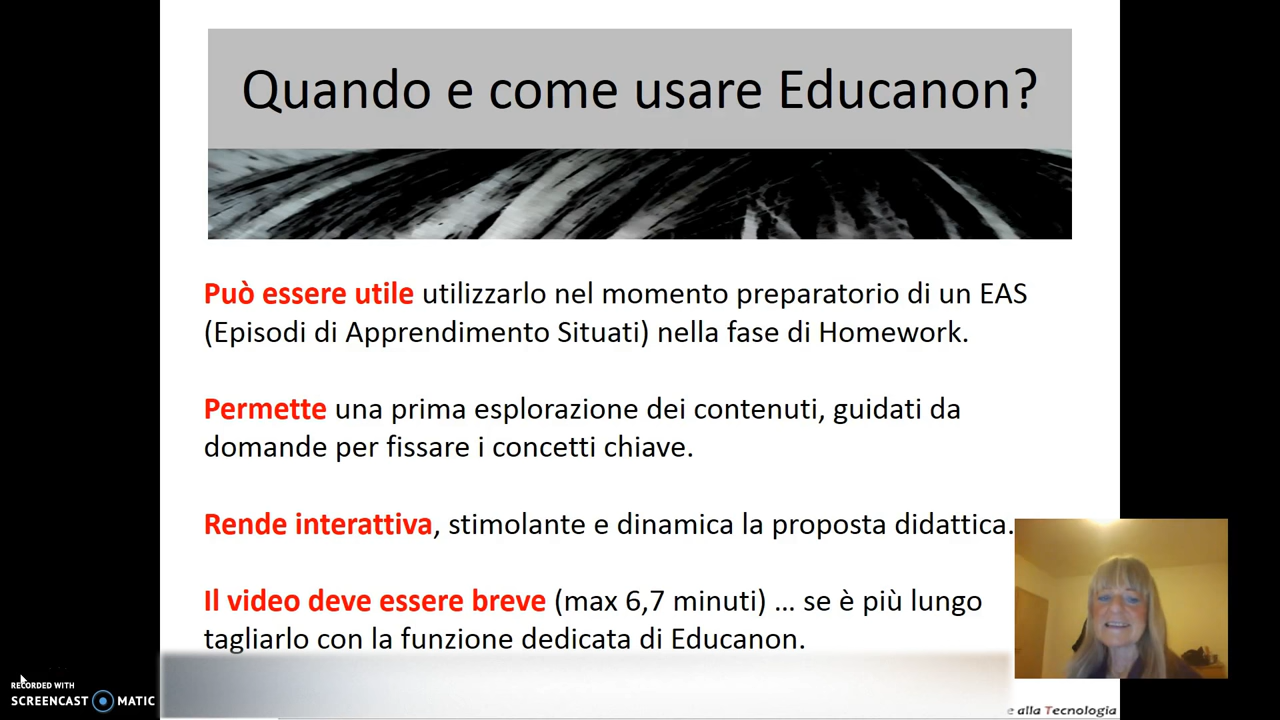 Quando e come usare Educanon?
Può essere utile utilizzarlo nel momento preparatorio di un EAS
(Episodi di Apprendimento Situati) nella fase di Homework.
Permette una prima esplorazione dei contenuti, guidati da
domande per fissare i concetti chiave.
Rende interattiva, stimolante e dinamica la proposta didattica.
Il video deve essere breve (max 6,7 minuti) ... se è più lungo
tagliarlo con la funzione dedicata di Educanon.
RECORDED WITH
SCREENCAST MATIC
e alla Tecnologia